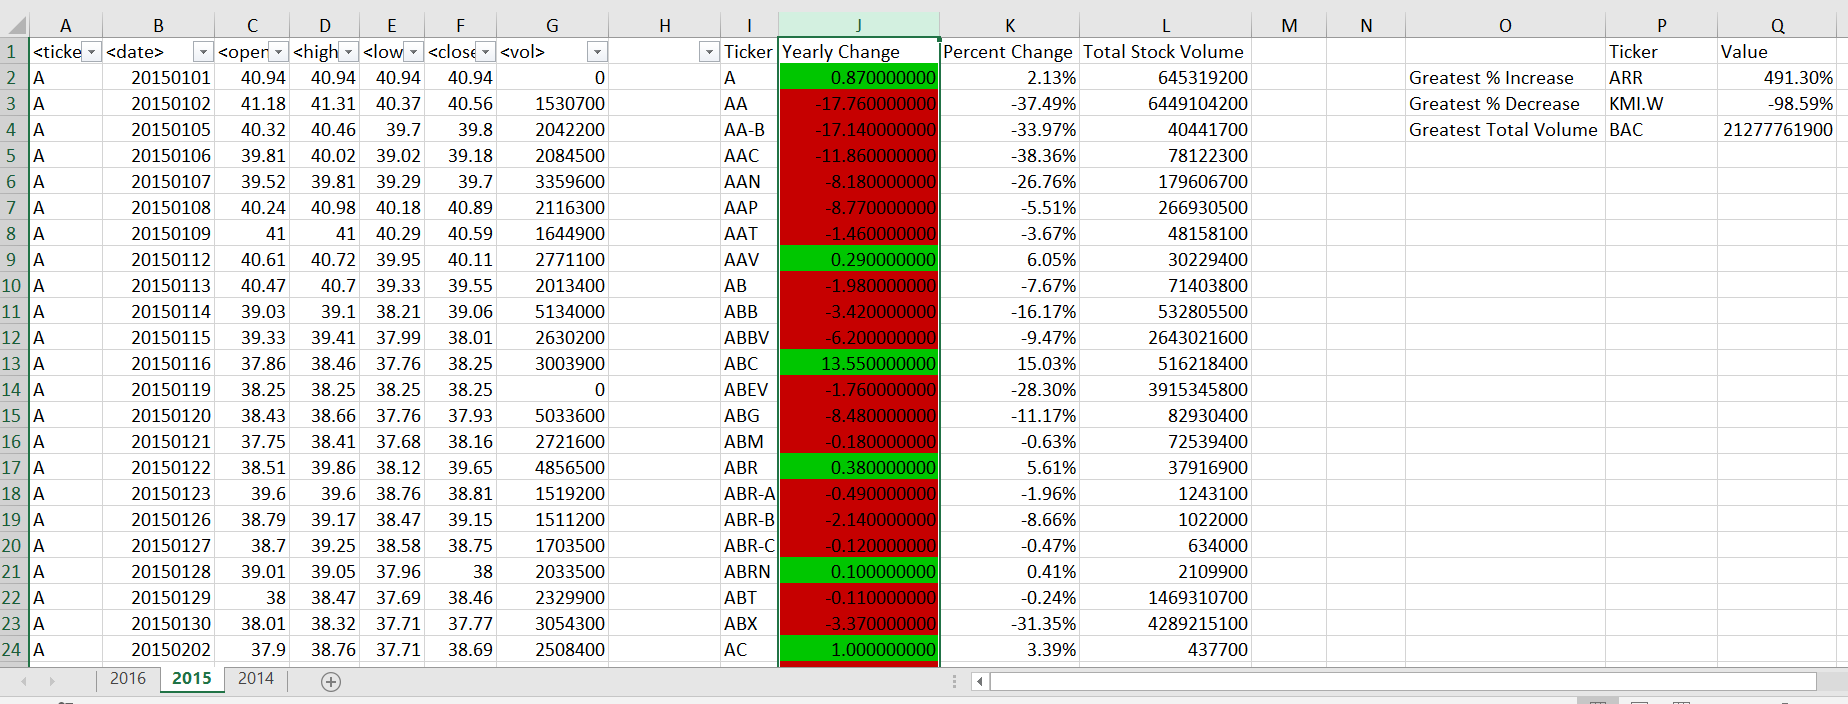 A B C D E F G H I J K L M N O P Q
1 <ticke <date> <open <high <low <close <vol> Ticker Yearly Change Percent Change Total Stock Volume Ticker Value
2 A 20150101 40.94 40.94 40.94 40.94 0 A 0.870000000 2.13% 645319200 Greatest % Increase ARR 491.30%
3 A 20150102 41.18 41.31 40.37 40.56 1530700 AA -17.760000000 -37.49% 6449104200 Greatest % Decrease KMI.W -98.59%
4 A 20150105 40.32 40.46 39.7 39.8 2042200 AA-B -17.140000000 -33.97% 40441700 Greatest Total Volume BAC 21277761900
5 A 20150106 39.81 40.02 39.02 39.18 2084500 AAC -11.860000000 -38.36% 78122300
6 A 20150107 39.52 39.81 39.29 39.7 3359600 AAN -8.180000000 -26.76% 179606700
7 A 20150108 40.24 40.98 40.18 40.89 2116300 AAP -8.770000000 -5.51% 266930500
8 A 20150109 41 41 40.29 40.59 1644900 AAT -1.460000000 -3.67% 48158100
9 A 20150112 40.61 40.72 39.95 40.11 2771100 AAV 0.290000000 6.05% 30229400
10 A 20150113 40.47 40.7 39.33 39.55 2013400 AB -1.980000000 -7.67% 71403800
11 A 20150114 39.03 39.1 38.21 39.06 5134000 ABB -3.420000000 -16.17% 532805500
12 A 20150115 39.33 39.41 37.99 38.01 2630200 ABBV -6.200000000 -9.47% 2643021600
13 A 20150116 37.86 38.46 37.76 38.25 3003900 ABC 13.550000000 15.03% 516218400
14 A 20150119 38.25 38.25 38.25 38.25 0 ABEV -1.760000000 -28.30% 3915345800
15 A 20150120 38.43 38.66 37.76 37.93 5033600 ABG -8.480000000 -11.17% 82930400
16 A 20150121 37.75 38.41 37.68 38.16 2721600 ABM -0.180000000 -0.63% 72539400
17 A 20150122 38.51 39.86 38.12 39.65 4856500 ABR 0.380000000 5.61% 37916900
18 A 20150123 39.6 39.6 38.76 38.81 1519200 ABR-A -0.490000000 -1.96% 1243100
19 A 20150126 38.79 39.17 38.47 39.15 1511200 ABR-B -2.140000000 -8.66% 1022000
20 A 20150127 38.7 39.25 38.58 38.75 1703500 ABR-C -0.120000000 -0.47% 634000
21 A 20150128 39.01 39.05 37.96 38 2033500 ABRN 0.100000000 0.41% 2109900
22 A 20150129 38 38.47 37.69 38.46 2329900 ABT -0.110000000 -0.24% 1469310700
23 A 20150130 38.01 38.32 37.71 37.77 3054300 ABX -3.370000000 -31.35% 4289215100
24 A 20150202 37.9 38.76 37.71 38.69 2508400 AC 1.000000000 3.39% 437700
2016 2015 2014